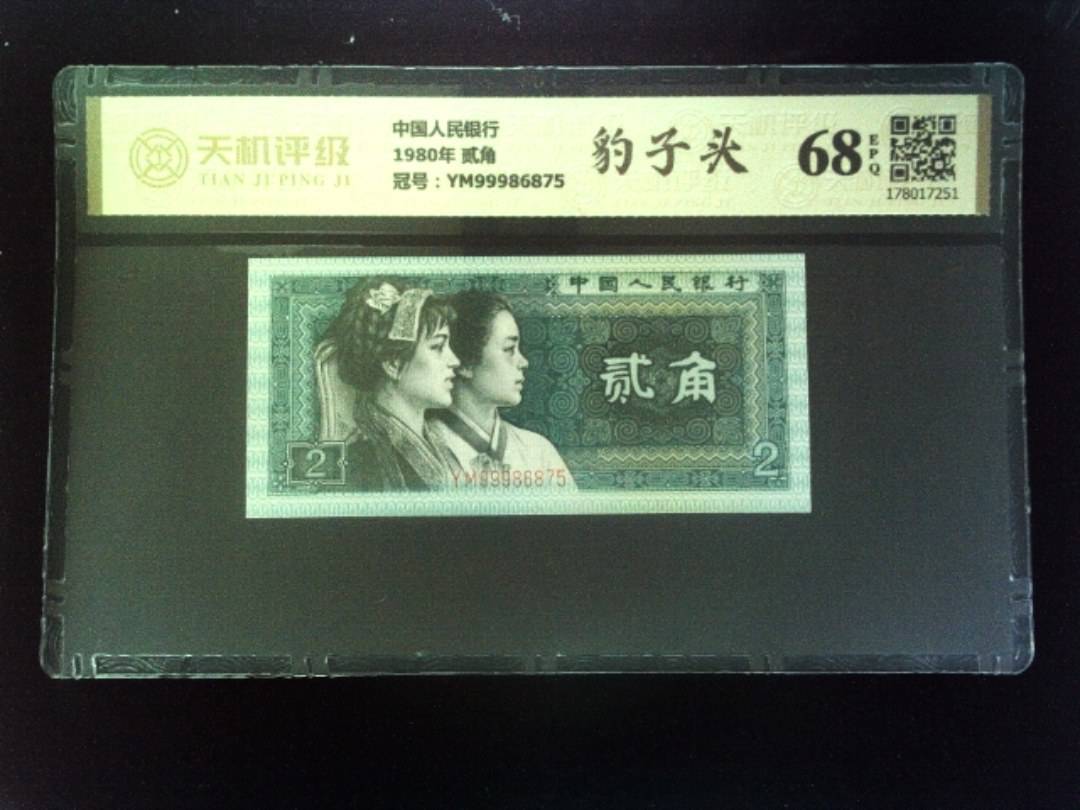 天机评级
TIAN JI PING JI
中国人民银行
1980年 贰角
冠号：YM99986875
豹子头
68
EPQ
178017251
中国人民银行
贰角
2
2
YM99986875